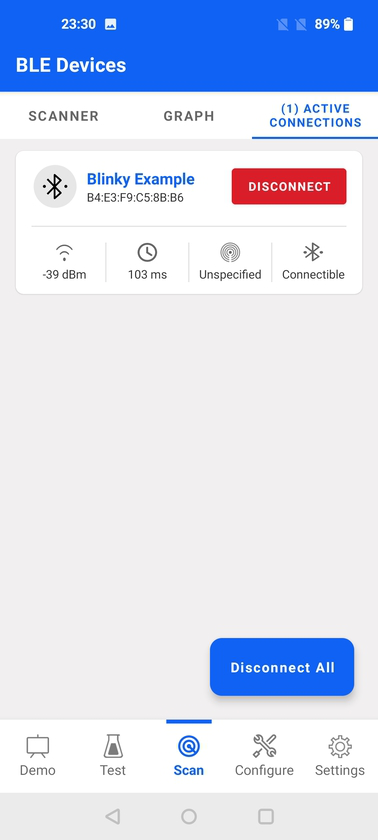 23:30
89%
BLE Devices
SCANNER
GRAPH
(1) ACTIVE
CONNECTIONS
Blinky Example
B4:E3:F9:C5:8B:B6
DISCONNECT
-39 dBm
103 ms
Unspecified
Connectible
Disconnect All
Demo
Test
Scan
Configure
Settings